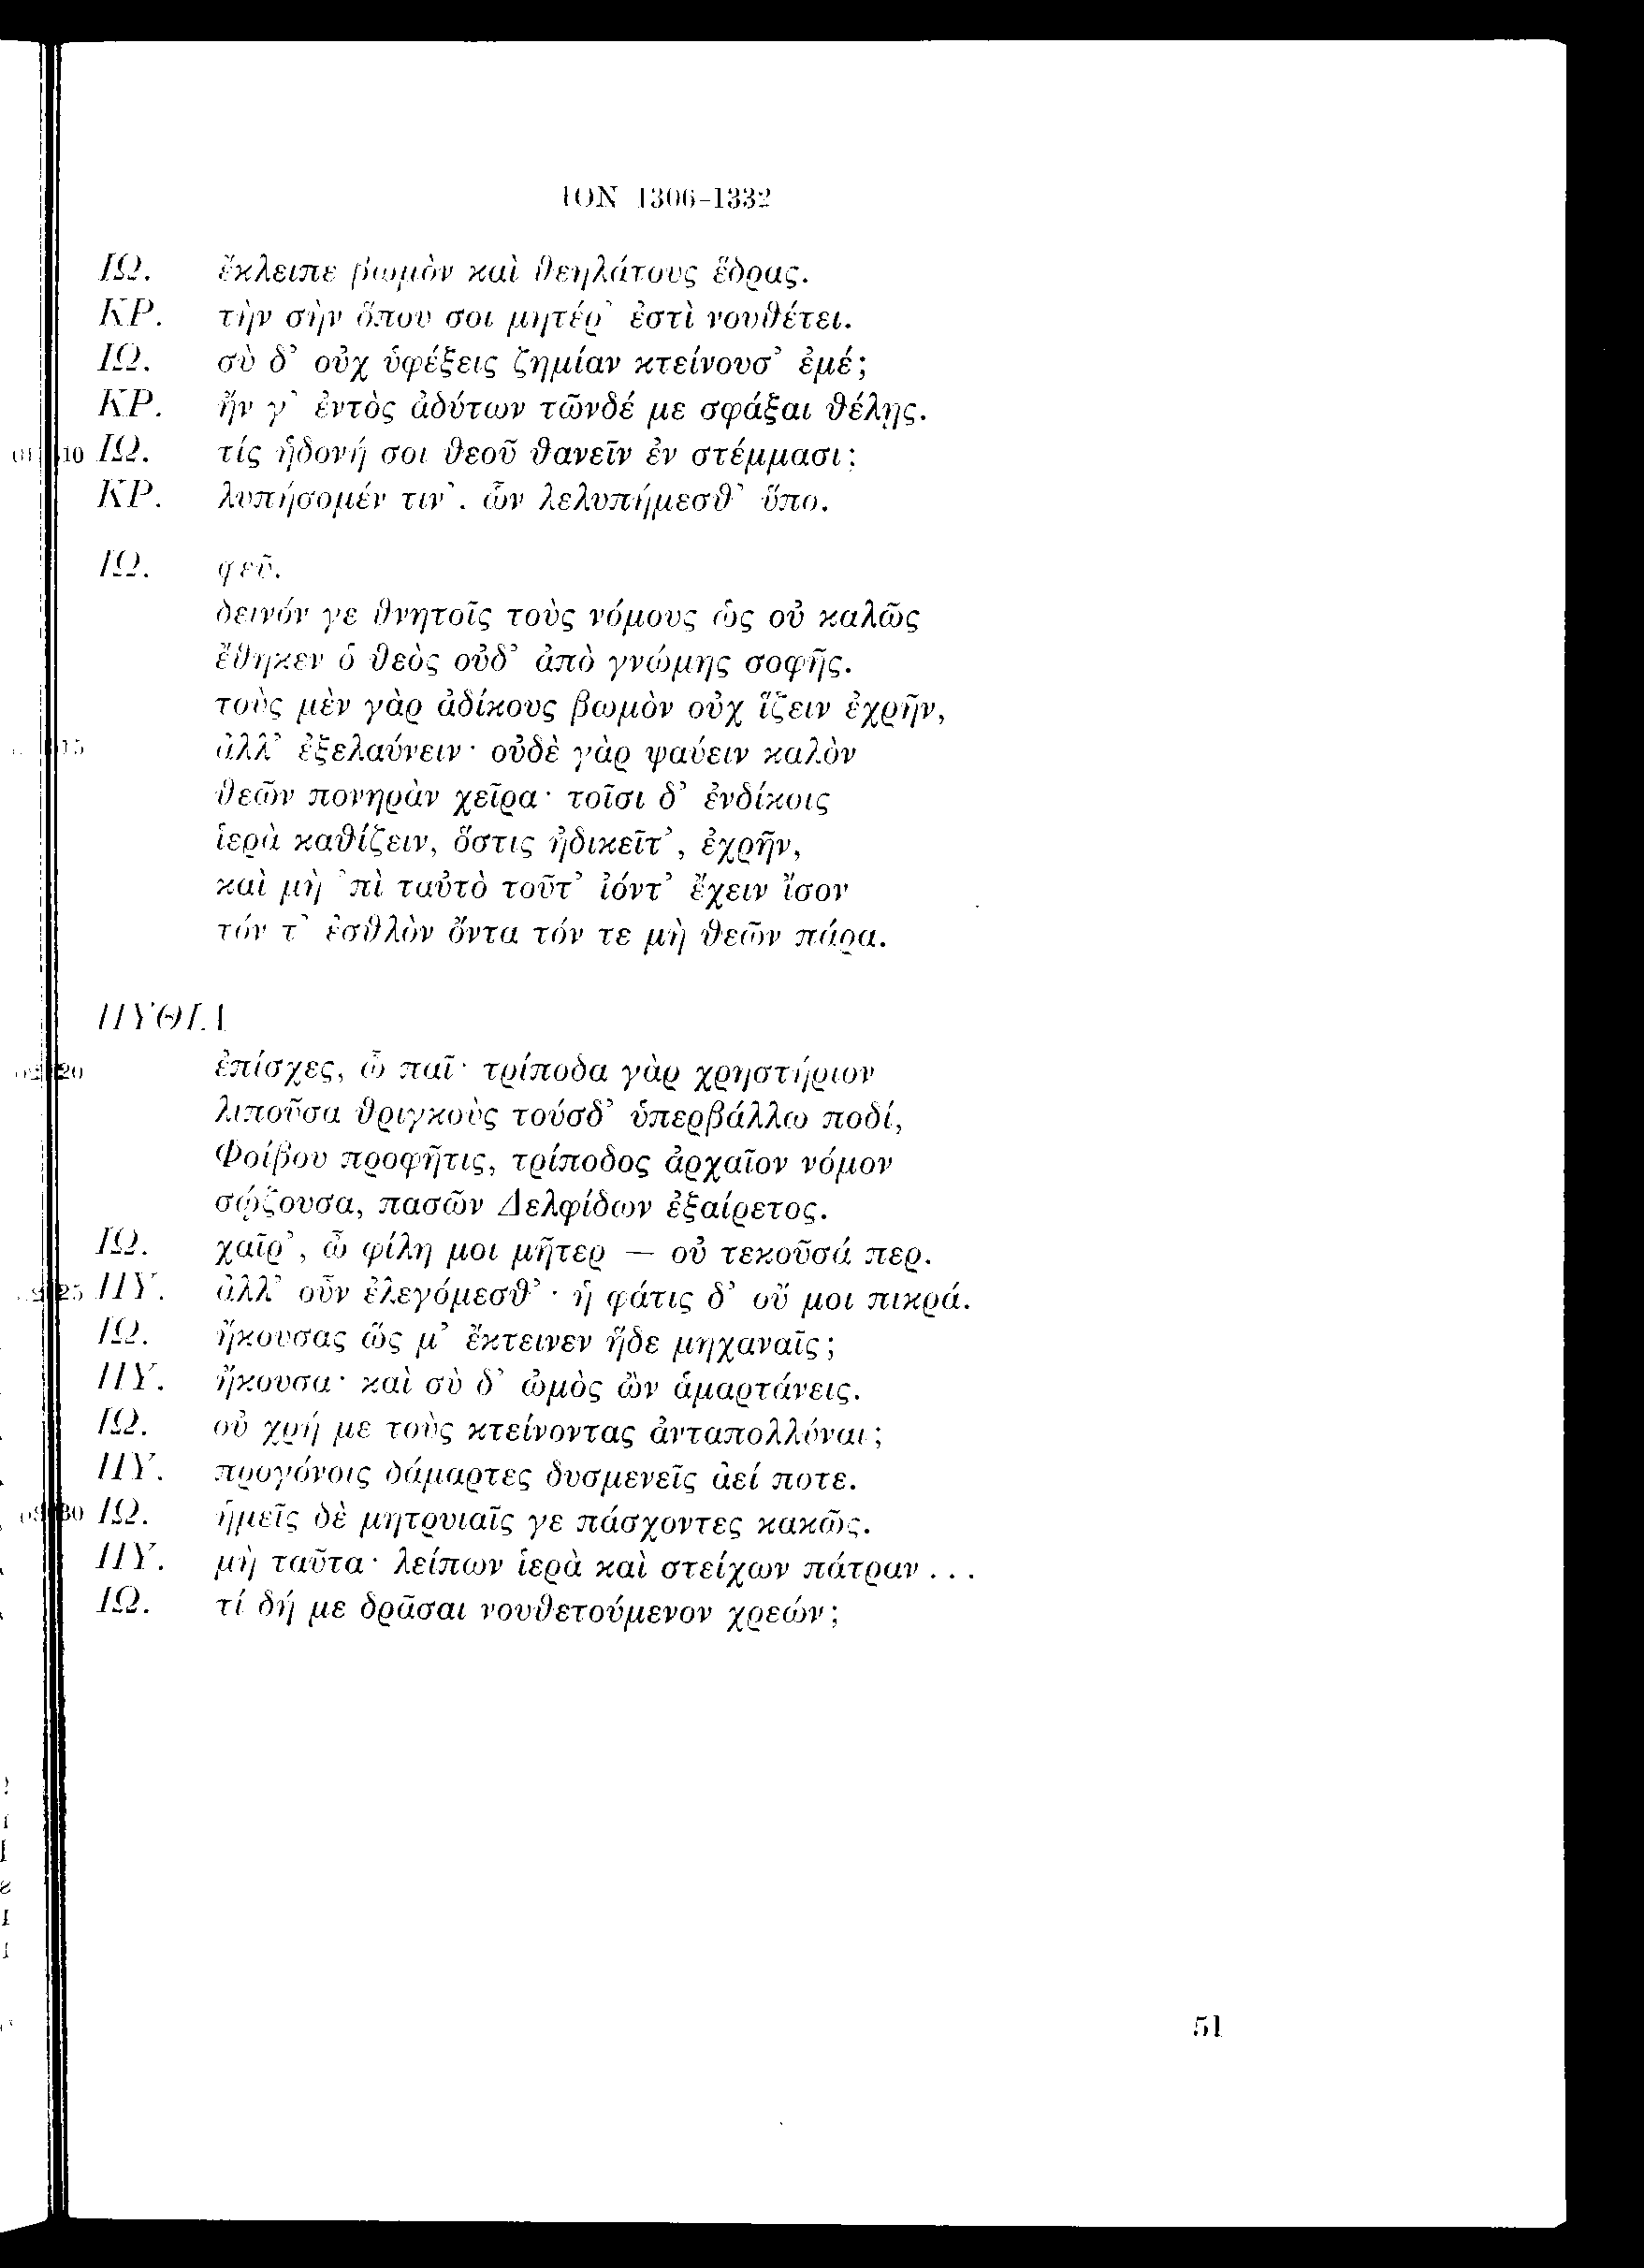 ION 1306-1332
ΙΩ. ἔκλειπε βωμὸν καὶ θεηλάτους ἕδρας.
ΚΡ. τὴν σὴν ὅπου σοι μητέρ᾽ ἐστὶ νουθέτει.
ΙΩ. σὺ δ᾽ οὐχ ὑφέξεις ζημίαν κτείνουσ᾽ ἐμέ;
ΚΡ. ἤν γ᾽ ἐντὸς ἀδύτων τῶνδέ με σφάξαι θέλῃς.
10 ΙΩ. τίς ἡδονή σοι θεοῦ θανεῖν ἐν στέμμασι;
ΚΡ. λυπήσομέν τιν᾽, ὧν λελυπήμεσθ᾽ ὕπο.
ΙΩ. φεῦ.
δεινόν γε θνητοῖς τοὺς νόμους ὡς οὐ καλῶς
ἔθηκεν ὁ θεὸς οὐδ᾽ ἀπὸ γνώμης σοφῆς.
τοὺς μὲν γὰρ ἀδίκους βωμὸν οὐχ ἵζειν ἐχρῆν,
15 ἀλλ᾽ ἐξελαύνειν· οὐδὲ γὰρ ψαύειν καλὸν
θεῶν πονηρὰν χεῖρα· τοῖσι δ᾽ ἐνδίκοις
ἱερὰ καθίζειν, ὅστις ἠδικεῖτ᾽, ἐχρῆν,
καὶ μὴ ᾽πὶ ταὐτὸ τοῦτ᾽ ἰόντ᾽ ἔχειν ἴσον
τόν τ᾽ ἐσθλὸν ὄντα τόν τε μὴ θεῶν πάρα.
ΠΥΘΙΑ
20 ἐπίσχες, ὦ παῖ· τρίποδα γὰρ χρηστήριον
λιποῦσα θριγκοὺς τούσδ᾽ ὑπερβάλλω ποδί,
Φοίβου προφῆτις, τρίποδος ἀρχαῖον νόμον
σῴζουσα, πασῶν Δελφίδων ἐξαίρετος.
ΙΩ. χαῖρ᾽, ὦ φίλη μοι μῆτερ — οὐ τεκοῦσά περ.
25 ΠΥ. ἀλλ᾽ οὖν ἐλεγόμεσθ᾽· ἡ φάτις δ᾽ οὔ μοι πικρά.
ΙΩ. ἤκουσας ὥς μ᾽ ἔκτεινεν ἥδε μηχαναῖς;
ΠΥ. ἤκουσα· καὶ σὺ δ᾽ ὠμὸς ὢν ἁμαρτάνεις.
ΙΩ. οὐ χρή με τοὺς κτείνοντας ἀνταπολλύναι;
ΠΥ. προγόνοις δάμαρτες δυσμενεῖς ἀεί ποτε.
30 ΙΩ. ἡμεῖς δὲ μητρυιαῖς γε πάσχοντες κακῶς.
ΠΥ. μὴ ταῦτα· λείπων ἱερὰ καὶ στείχων πάτραν . . .
ΙΩ. τί δή με δρᾶσαι νουθετούμενον χρεών;
51